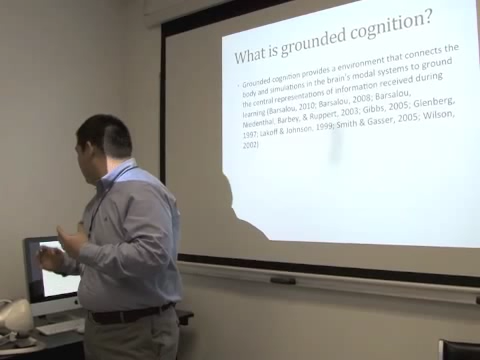 What is grounded cognition?
• Grounded cognition provides a environment that connects the
body and simulations in the brain's modal systems to ground
the central representations of information received during
learning (Barsalou, 2010; Barsalou, 2008; Barsalou,
Niedenthal, Barbey, & Ruppert, 2003; Gibbs, 2005; Glenberg,
1997; Lakoff & Johnson, 1999; Smith & Gasser, 2005; Wilson,
2002)